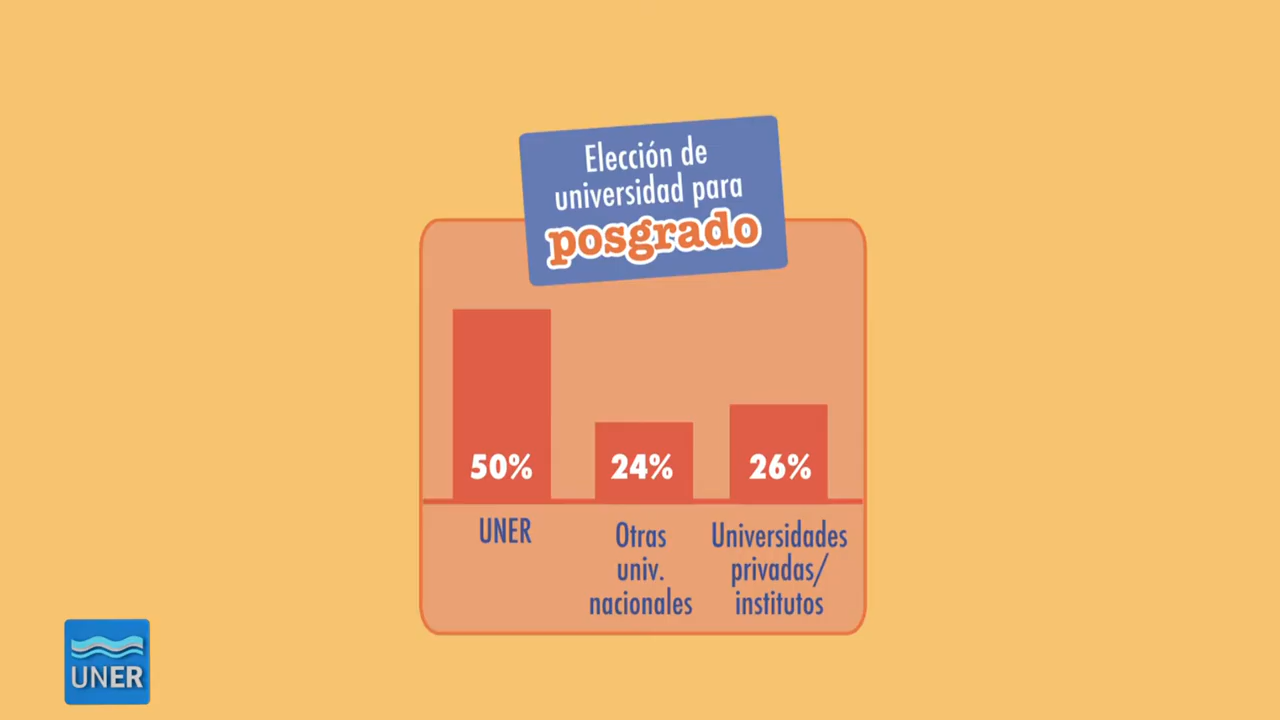 Elección de
universidad para
posgrado
50%
24%
26%
UNER
Otras
univ.
nacionales
Universidades
privadas/
institutos
UNER